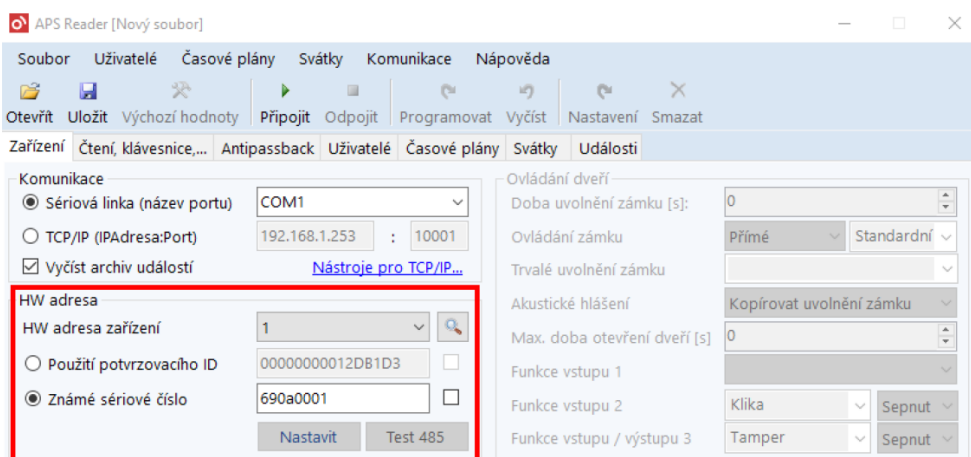 APS Reader [Nový soubor]
Soubor Uživatelé Časové plány Svátky Komunikace Nápověda
Otevřít Uložit Výchozí hodnoty Připojit Odpojit Programovat Vyčíst Nastavení Smazat
Zařízení Čtení, klávesnice,... Antipassback Uživatelé Časové plány Svátky Události
Komunikace
Sériová linka (název portu) COM1
TCP/IP (IPAdresa:Port) 192.168.1.253 : 10001
Vyčíst archiv událostí Nástroje pro TCP/IP...
HW adresa
HW adresa zařízení 1
Použití potvrzovacího ID 00000000012DB1D3
Známé sériové číslo 690a0001
Nastavit Test 485
Ovládání dveří
Doba uvolnění zámku [s]: 0
Ovládání zámku Přímé Standardní
Trvalé uvolnění zámku
Akustické hlášení Kopírovat uvolnění zámku
Max. doba otevření dveří [s] 0
Funkce vstupu 1
Funkce vstupu 2 Klika Sepnut
Funkce vstupu / výstupu 3 Tamper Sepnut